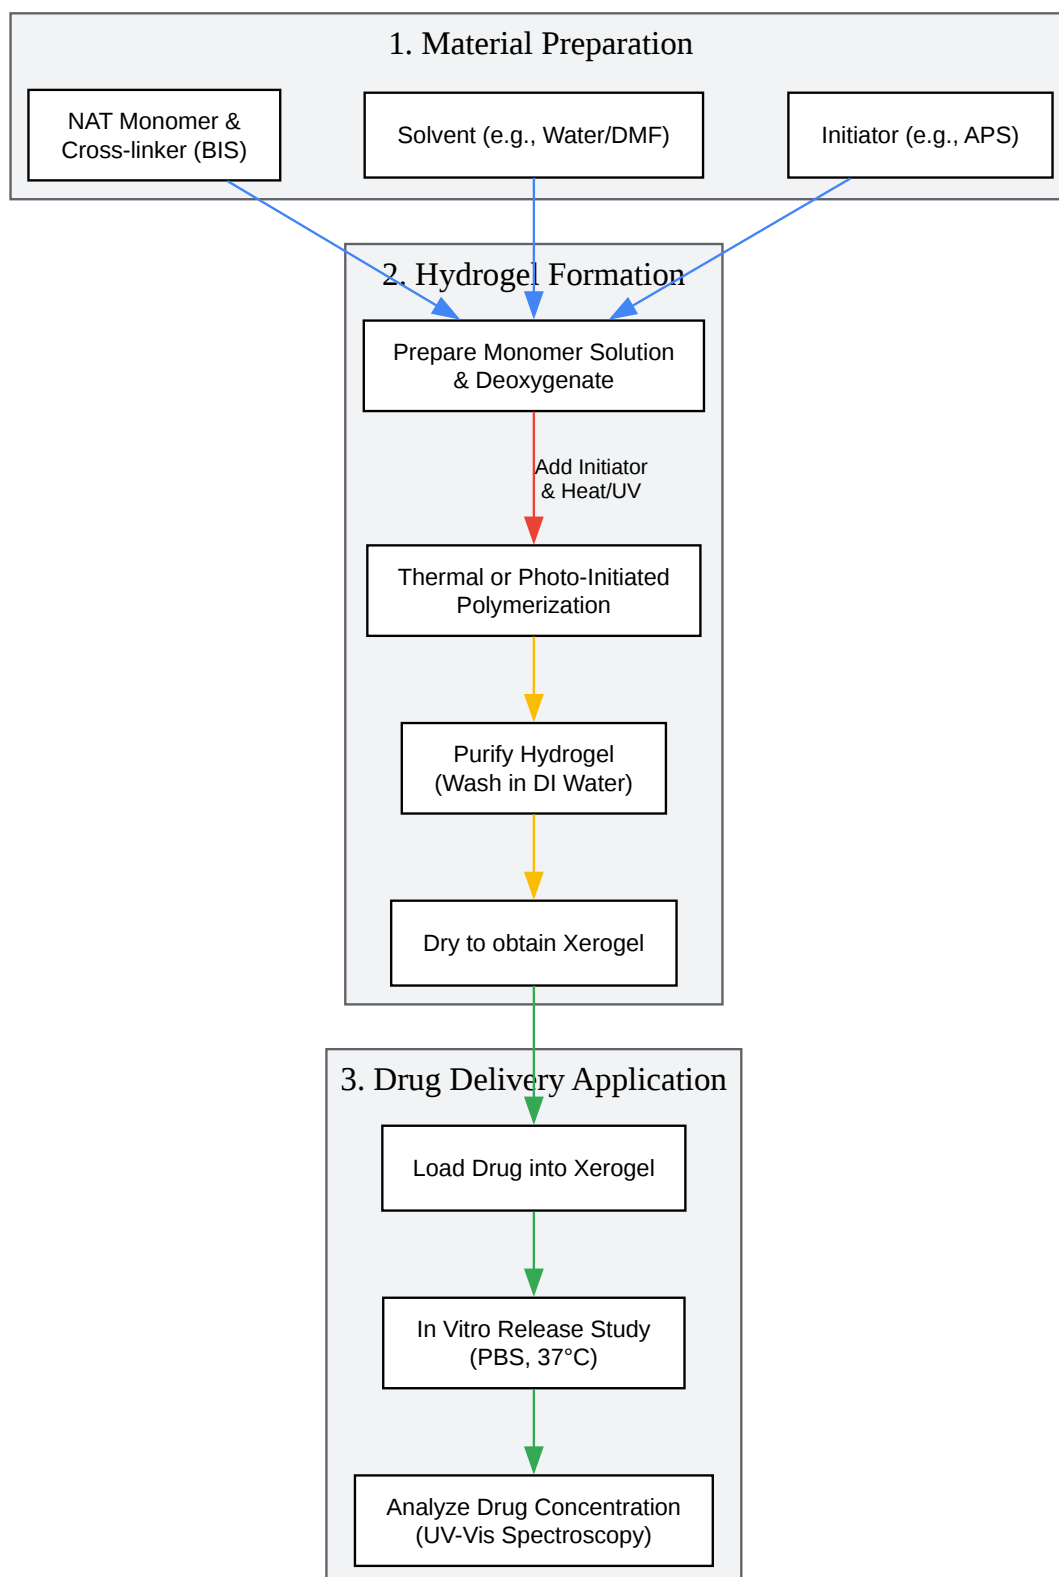 1. Material Preparation
NAT Monomer &
Cross-linker (BIS)
Solvent (e.g., Water/DMF)
Initiator (e.g., APS)
2. Hydrogel Formation
Prepare Monomer Solution
& Deoxygenate
Add Initiator
& Heat/UV
Thermal or Photo-Initiated
Polymerization
Purify Hydrogel
(Wash in DI Water)
Dry to obtain Xerogel
3. Drug Delivery Application
Load Drug into Xerogel
In Vitro Release Study
(PBS, 37°C)
Analyze Drug Concentration
(UV-Vis Spectroscopy)